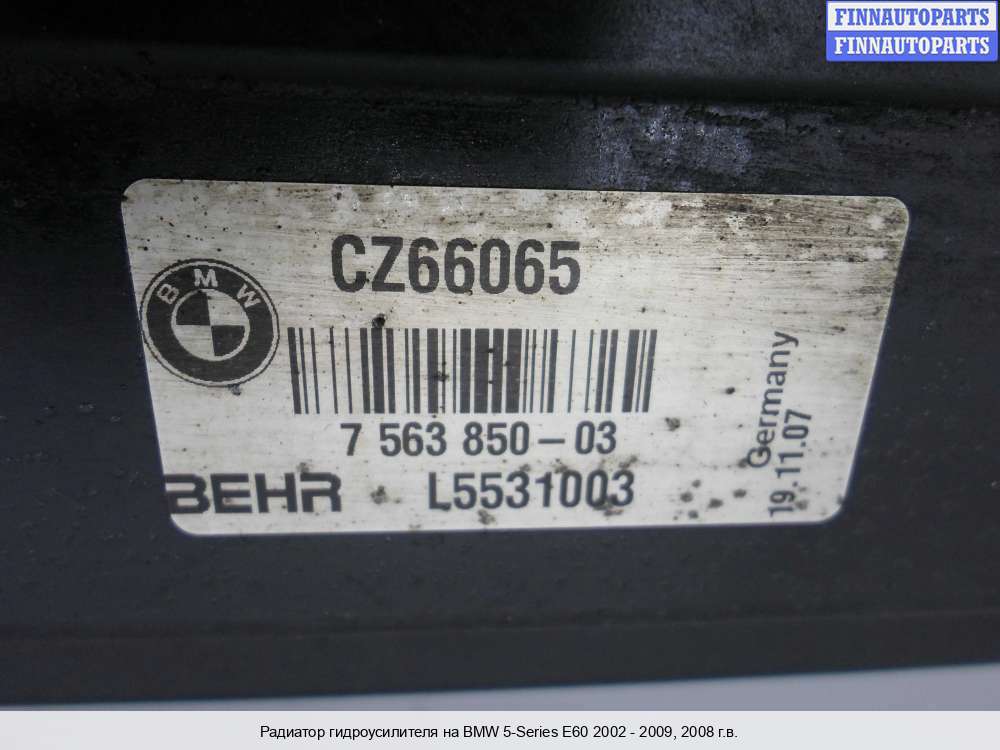 FINNAUTOPARTS
FINNAUTOPARTS
CZ66065
BMW
7 563 850-03
BEHR L5531003
Germany
19.11.07
Радиатор гидроусилителя на BMW 5-Series E60 2002 - 2009, 2008 г.в.